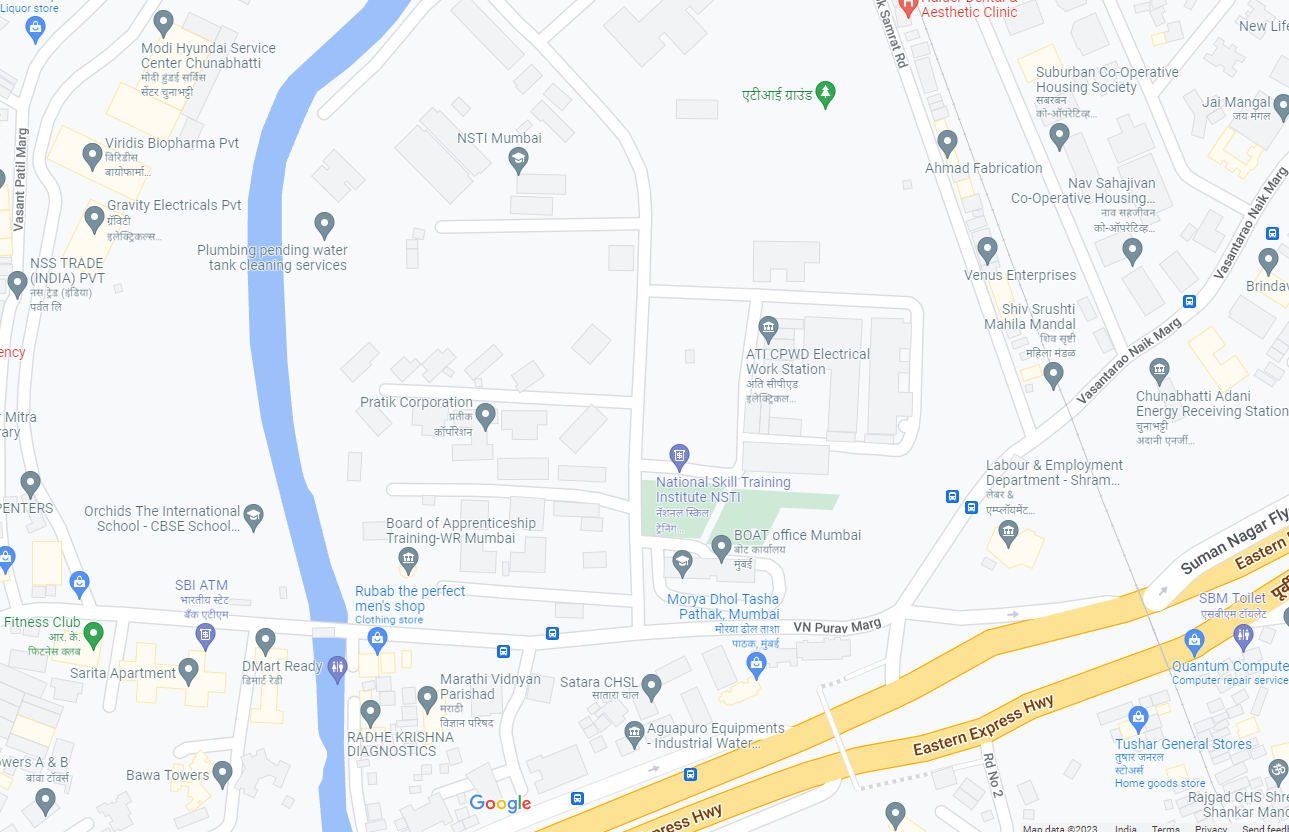 Liquor store
Modi Hyundai Service
Center Chunabhatti
मोदी हुंडई सर्विस
सेंटर चुनाभट्टी
Vasant Patil Marg
Viridis Biopharma Pvt
विरिडीस
बायोफार्मा...
Gravity Electricals Pvt
ग्रॅविटी
इलेक्ट्रिकल्स...
NSS TRADE
(INDIA) PVT
नस ट्रेड (इंडिया)
पर्वत लि
Plumbing pending water
tank cleaning services
NSTI Mumbai
एटीआई ग्राउंड
Samrat Rd
Aesthetic Clinic
New Life
Suburban Co-Operative
Housing Society
सबरबन
को-ऑपरेटिव्ह...
Jai Mangal
जय मंगल
Ahmad Fabrication
Nav Sahajivan
Co-Operative Housing...
नाव सहजीवन
को-ऑपरेटिव्ह...
Vasantarao Naik Marg
Venus Enterprises
Brindav
Shiv Srushti
Mahila Mandal
शिव सृष्टी
महिला मंडळ
Vasantarao Naik Marg
ATI CPWD Electrical
Work Station
अति सीपीएड
इलेक्ट्रिकल...
ency
Chunabhatti Adani
Energy Receiving Station
चुनाभट्टी
अदानी एनर्जी...
Mitra
rary
Pratik Corporation
प्रतीक
कॉर्पोरेशन
Labour & Employment
Department - Shram...
लेबर &
एम्प्लॉयमेंट...
National Skill Training
Institute NSTI
नॅशनल स्किल
ट्रेनिंग...
PENTERS
Orchids The International
School - CBSE School...
Board of Apprenticeship
Training-WR Mumbai
BOAT office Mumbai
बोट कार्यालय
मुंबई
Suman Nagar Fly
Eastern
पूर्वी
SBI ATM
भारतीय स्टेट
बॅंक एटीएम
Rubab the perfect
men's shop
Clothing store
Morya Dhol Tasha
Pathak, Mumbai
मोरया ढोल ताशा
पाठक, मुंबई
VN Purav Marg
SBM Toilet
एसबीएम टॉयलेट
Fitness Club
आर. के.
फिटनेस क्लब
Sarita Apartment
DMart Ready
डिमार्ट रेडी
Marathi Vidnyan
Parishad
मराठी
विज्ञान परिषद
Satara CHSL
सातारा चाल
Quantum Compute
Computer repair service
RADHE KRISHNA
DIAGNOSTICS
Aguapuro Equipments
- Industrial Water...
Eastern Express Hwy
Tushar General Stores
तुषार जनरल
स्टोअर्स
Home goods store
Rd No 2
owers A & B
बावा टॉवर्स
Bawa Towers
Google
press Hwy
Rajgad CHS Shre
Shankar Mand
Map data ©2023 India Terms Privacy Send feedl